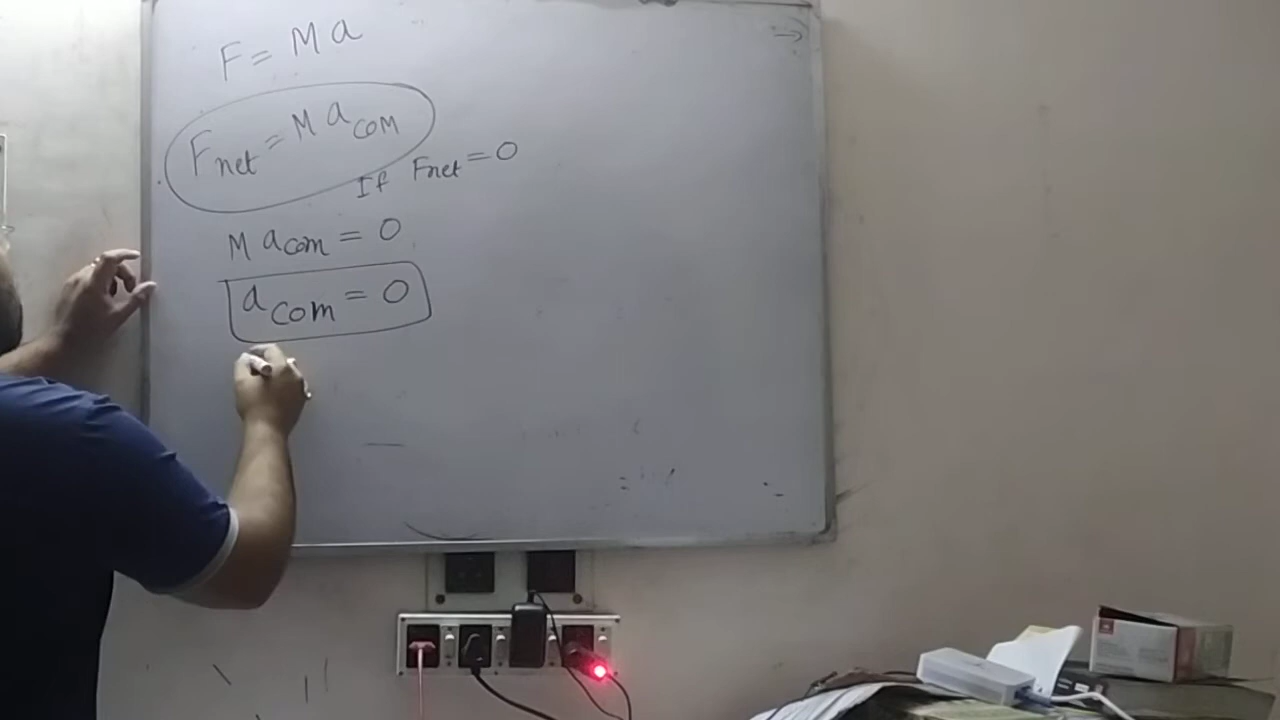 F = Ma
Fnet = M aCOM
If Fnet = 0
M acom = 0
aCOM = 0